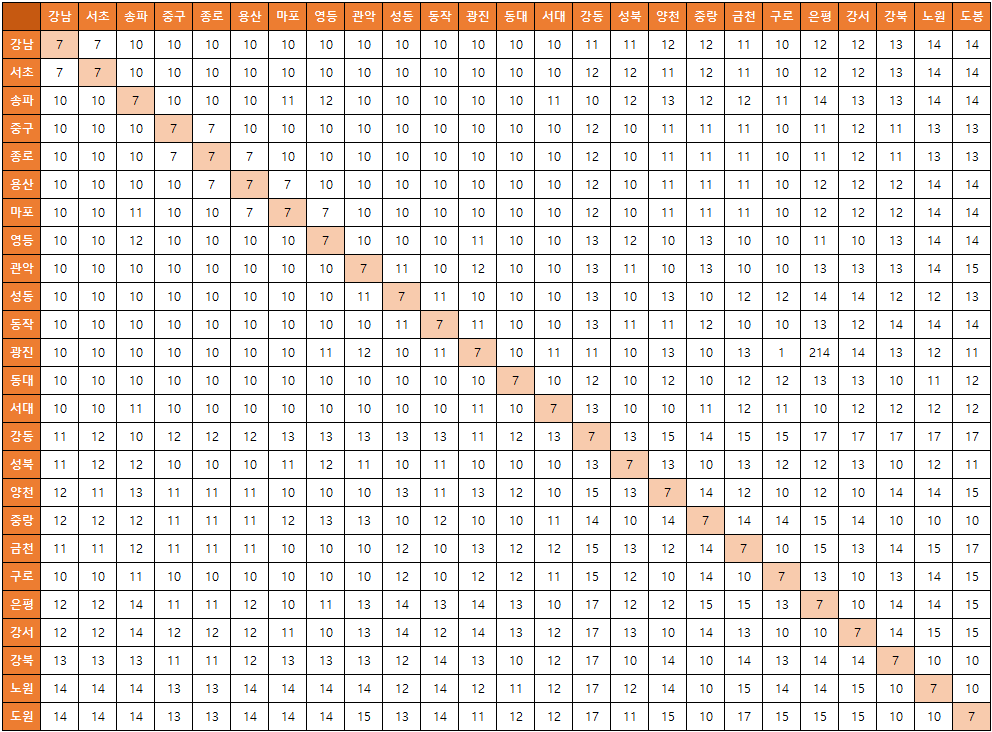 강남 서초 송파 중구 종로 용산 마포 영등 관악 성동 동작 광진 동대 서대 강동 성북 양천 중랑 금천 구로 은평 강서 강북 노원 도봉
강남 7 7 10 10 10 10 10 10 10 10 10 10 10 10 11 11 12 12 11 10 12 12 13 14 14
서초 7 7 10 10 10 10 10 10 10 10 10 10 10 10 12 12 11 12 11 10 12 12 13 14 14
송파 10 10 7 10 10 10 11 12 10 10 10 10 10 11 10 12 13 12 12 11 14 13 13 14 14
중구 10 10 10 7 7 10 10 10 10 10 10 10 10 10 12 10 11 11 11 10 11 12 11 13 13
종로 10 10 10 7 7 7 10 10 10 10 10 10 10 10 12 10 11 11 11 10 11 12 11 13 13
용산 10 10 10 10 7 7 7 10 10 10 10 10 10 10 12 10 11 11 11 10 12 12 12 14 14
마포 10 10 11 10 10 7 7 7 10 10 10 10 10 10 12 10 11 11 11 10 12 12 12 14 14
영등 10 10 12 10 10 10 10 7 10 10 10 11 10 10 13 12 10 13 10 10 11 10 13 14 14
관악 10 10 10 10 10 10 10 10 7 11 10 12 10 10 13 11 10 13 10 10 13 13 13 14 15
성동 10 10 10 10 10 10 10 10 11 7 11 10 10 10 13 10 13 10 12 12 14 14 12 12 13
동작 10 10 10 10 10 10 10 10 10 11 7 11 10 10 13 11 11 12 10 10 13 12 14 14 14
광진 10 10 10 10 10 10 10 11 12 10 11 7 10 11 11 10 13 10 13 1 214 14 13 12 11
동대 10 10 10 10 10 10 10 10 10 10 10 10 7 10 12 10 12 10 12 12 13 13 10 11 12
서대 10 10 11 10 10 10 10 10 10 10 10 11 10 7 13 10 10 11 12 11 10 12 12 12 12
강동 11 12 10 12 12 12 13 13 13 13 13 11 12 13 7 13 15 14 15 15 17 17 17 17 17
성북 11 12 12 10 10 10 11 12 11 10 11 10 10 10 13 7 13 10 13 12 12 13 10 12 11
양천 12 11 13 11 11 11 10 10 10 13 11 13 12 10 15 13 7 14 12 10 12 10 14 14 15
중랑 12 12 12 11 11 11 12 13 13 10 12 10 10 11 14 10 14 7 14 14 15 14 10 10 10
금천 11 11 12 11 11 11 10 10 10 12 10 13 12 12 15 13 12 14 7 10 15 13 14 15 17
구로 10 10 11 10 10 10 10 10 10 12 10 12 12 11 15 12 10 14 10 7 13 10 13 14 15
은평 12 12 14 11 11 12 10 11 13 14 13 14 13 10 17 12 12 15 15 13 7 10 14 14 15
강서 12 12 14 12 12 12 11 10 13 14 12 14 13 12 17 13 10 14 13 10 10 7 14 15 15
강북 13 13 13 11 11 12 13 13 13 12 14 13 10 12 17 10 14 10 14 13 14 14 7 10 10
노원 14 14 14 13 13 14 14 14 14 12 14 12 11 12 17 12 14 10 15 14 14 15 10 7 10
도원 14 14 14 13 13 14 14 14 15 13 14 11 12 12 17 11 15 10 17 15 15 15 10 10 7